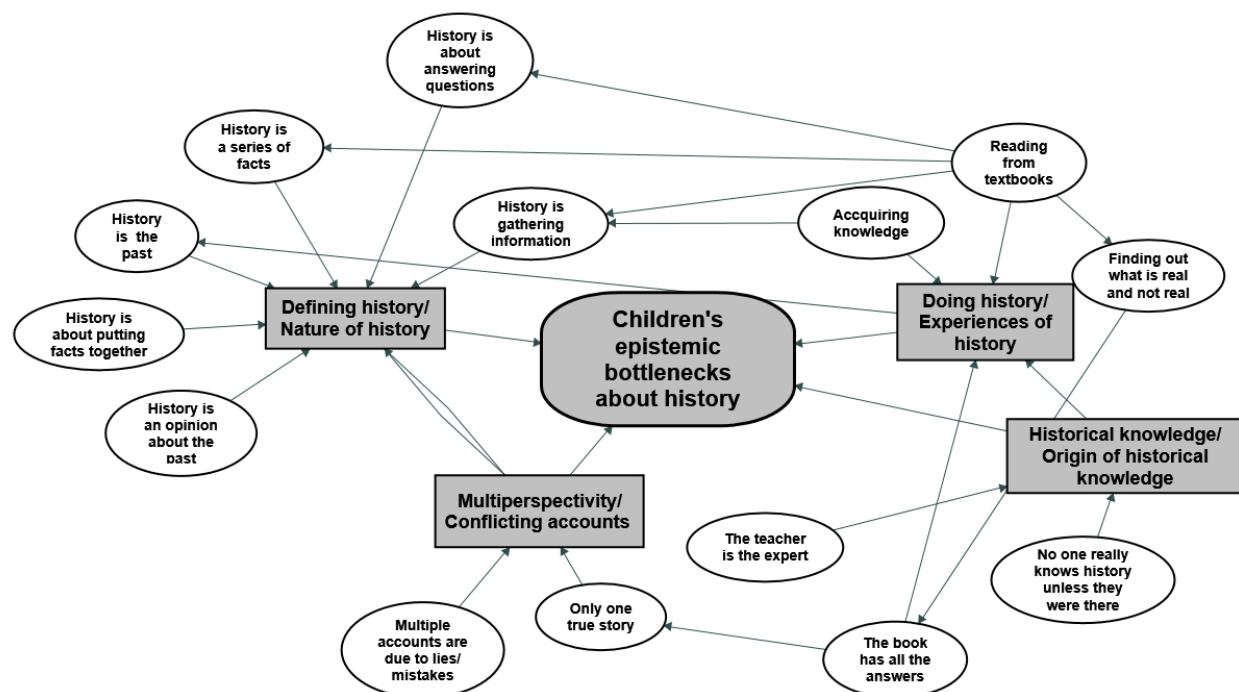 History is
about
answering
questions
History is
a series of
facts
Reading
from
textbooks
History
is the
past
History is
gathering
information
Accquiring
knowledge
Finding out
what is real
and not real
Defining history/
Nature of history
Children's
epistemic
bottlenecks
about history
Doing history/
Experiences of
history
History is
about putting
facts together
History is
an opinion
about the
past
Historical knowledge/
Origin of historical
knowledge
Multiperspectivity/
Conflicting accounts
The teacher
is the expert
No one really
knows history
unless they
were there
Multiple
accounts are
due to lies/
mistakes
Only one
true story
The book
has all the
answers